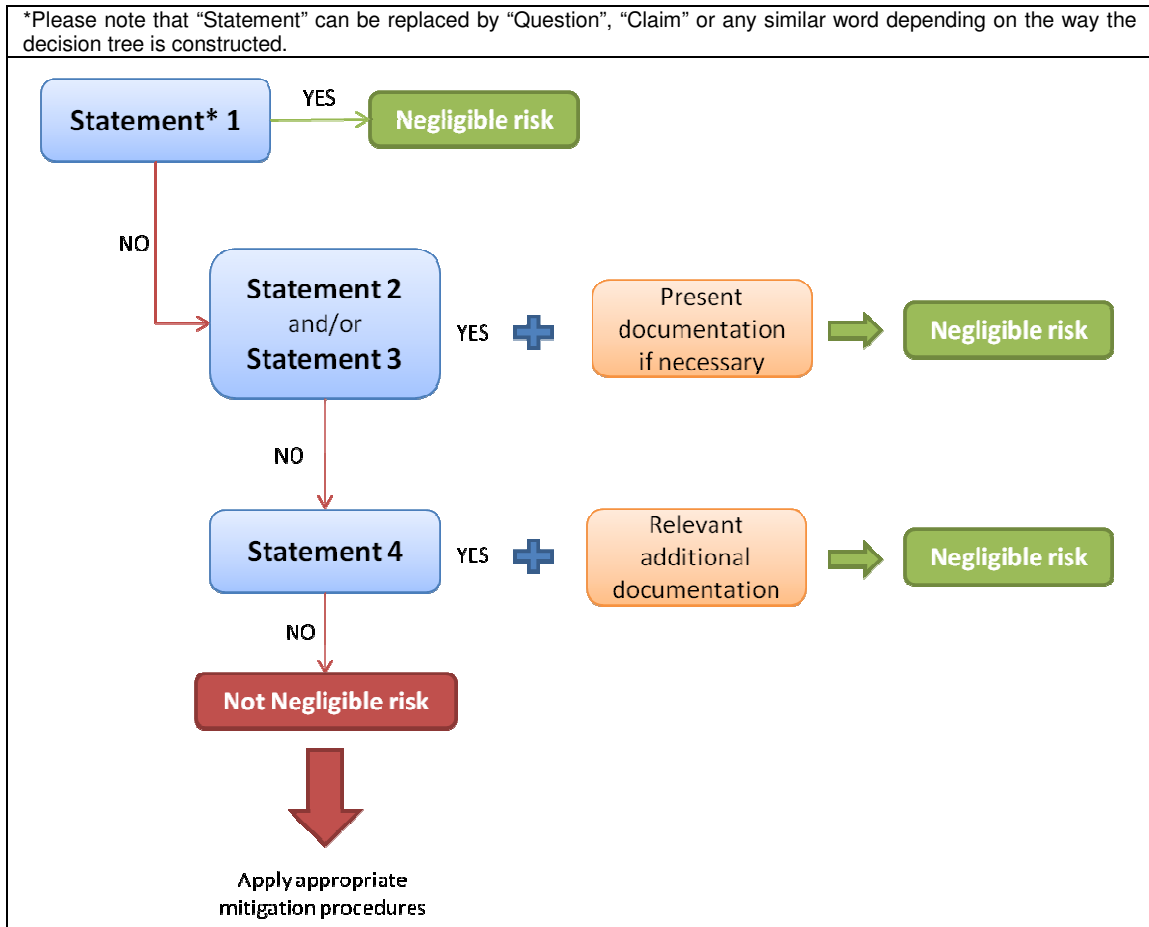 *Please note that “Statement” can be replaced by “Question”, “Claim” or any similar word depending on the way the
decision tree is constructed.
Statement* 1
YES
Negligible risk
NO
Statement 2
and/or
Statement 3
YES
Present
documentation
if necessary
Negligible risk
NO
Statement 4
YES
Relevant
additional
documentation
Negligible risk
NO
Not Negligible risk
Apply appropriate
mitigation procedures